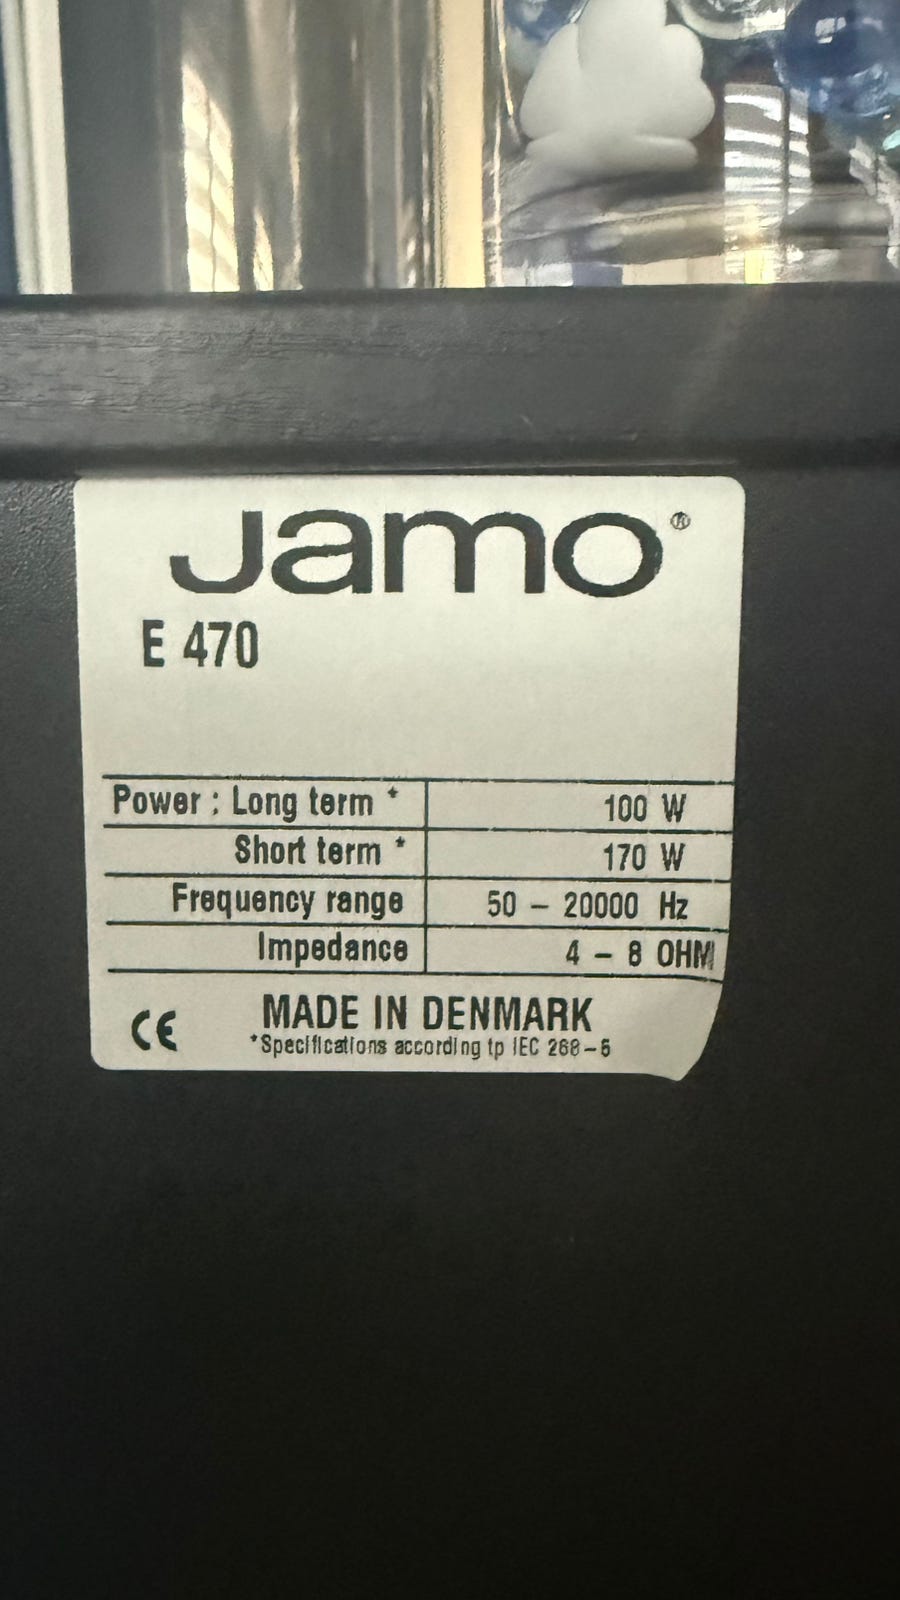 Jamo®
E 470
Power : Long term * 100 W
Short term * 170 W
Frequency range 50 – 20000 Hz
Impedance 4 – 8 OHM
CE MADE IN DENMARK
*Specifications according tp IEC 268–5